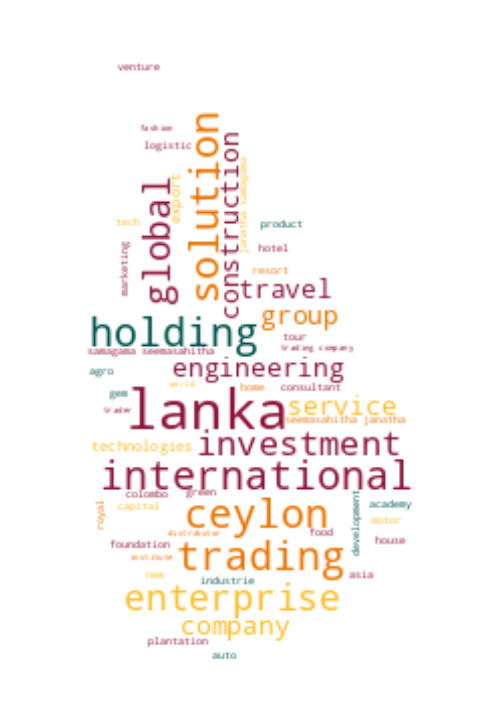 venture
fashion
logistic
solution
construction
global
export
janatha samagama
tech
product
marketing
hotel
resort
travel
group
holding
tour
trading company
samagama seemasahitha
engineering
agro
world
home
consultant
gem
lanka
trader
service
seemasahitha janatha
technologies
investment
international
colombo
green
royal
capital
ceylon
development
academy
motor
distributor
food
house
foundation
trading
institute
new
industrie
asia
enterprise
company
plantation
auto